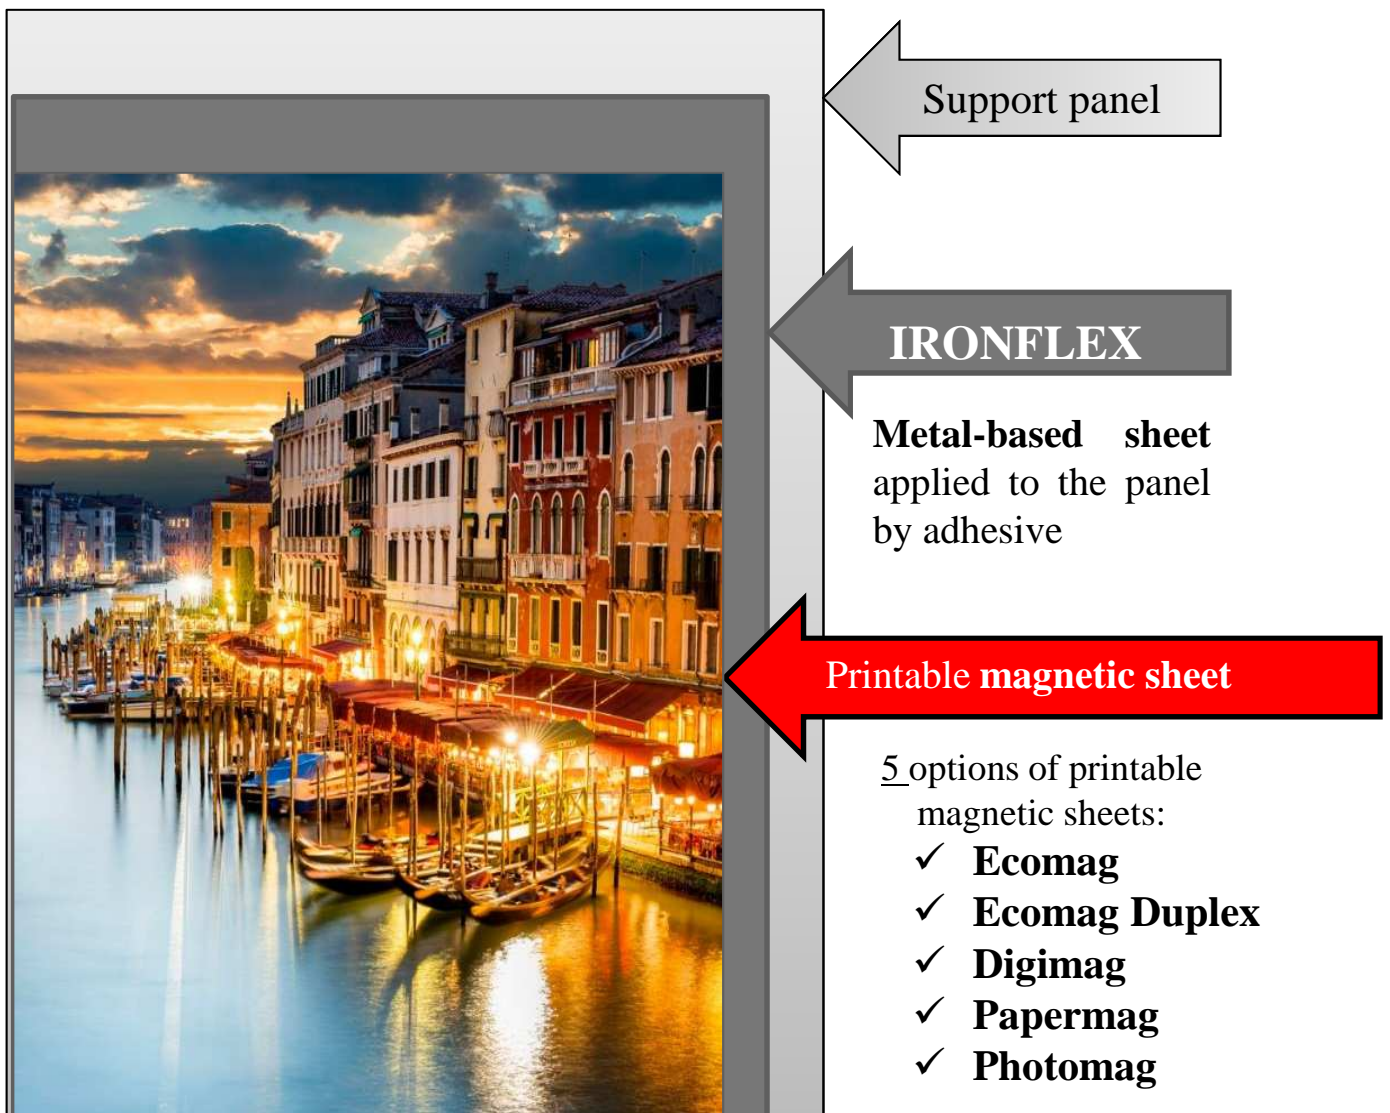 Support panel
IRONFLEX
Metal-based sheet
applied to the panel
by adhesive
Printable magnetic sheet
5 options of printable
magnetic sheets:
✓ Ecomag
✓ Ecomag Duplex
✓ Digimag
✓ Papermag
✓ Photomag